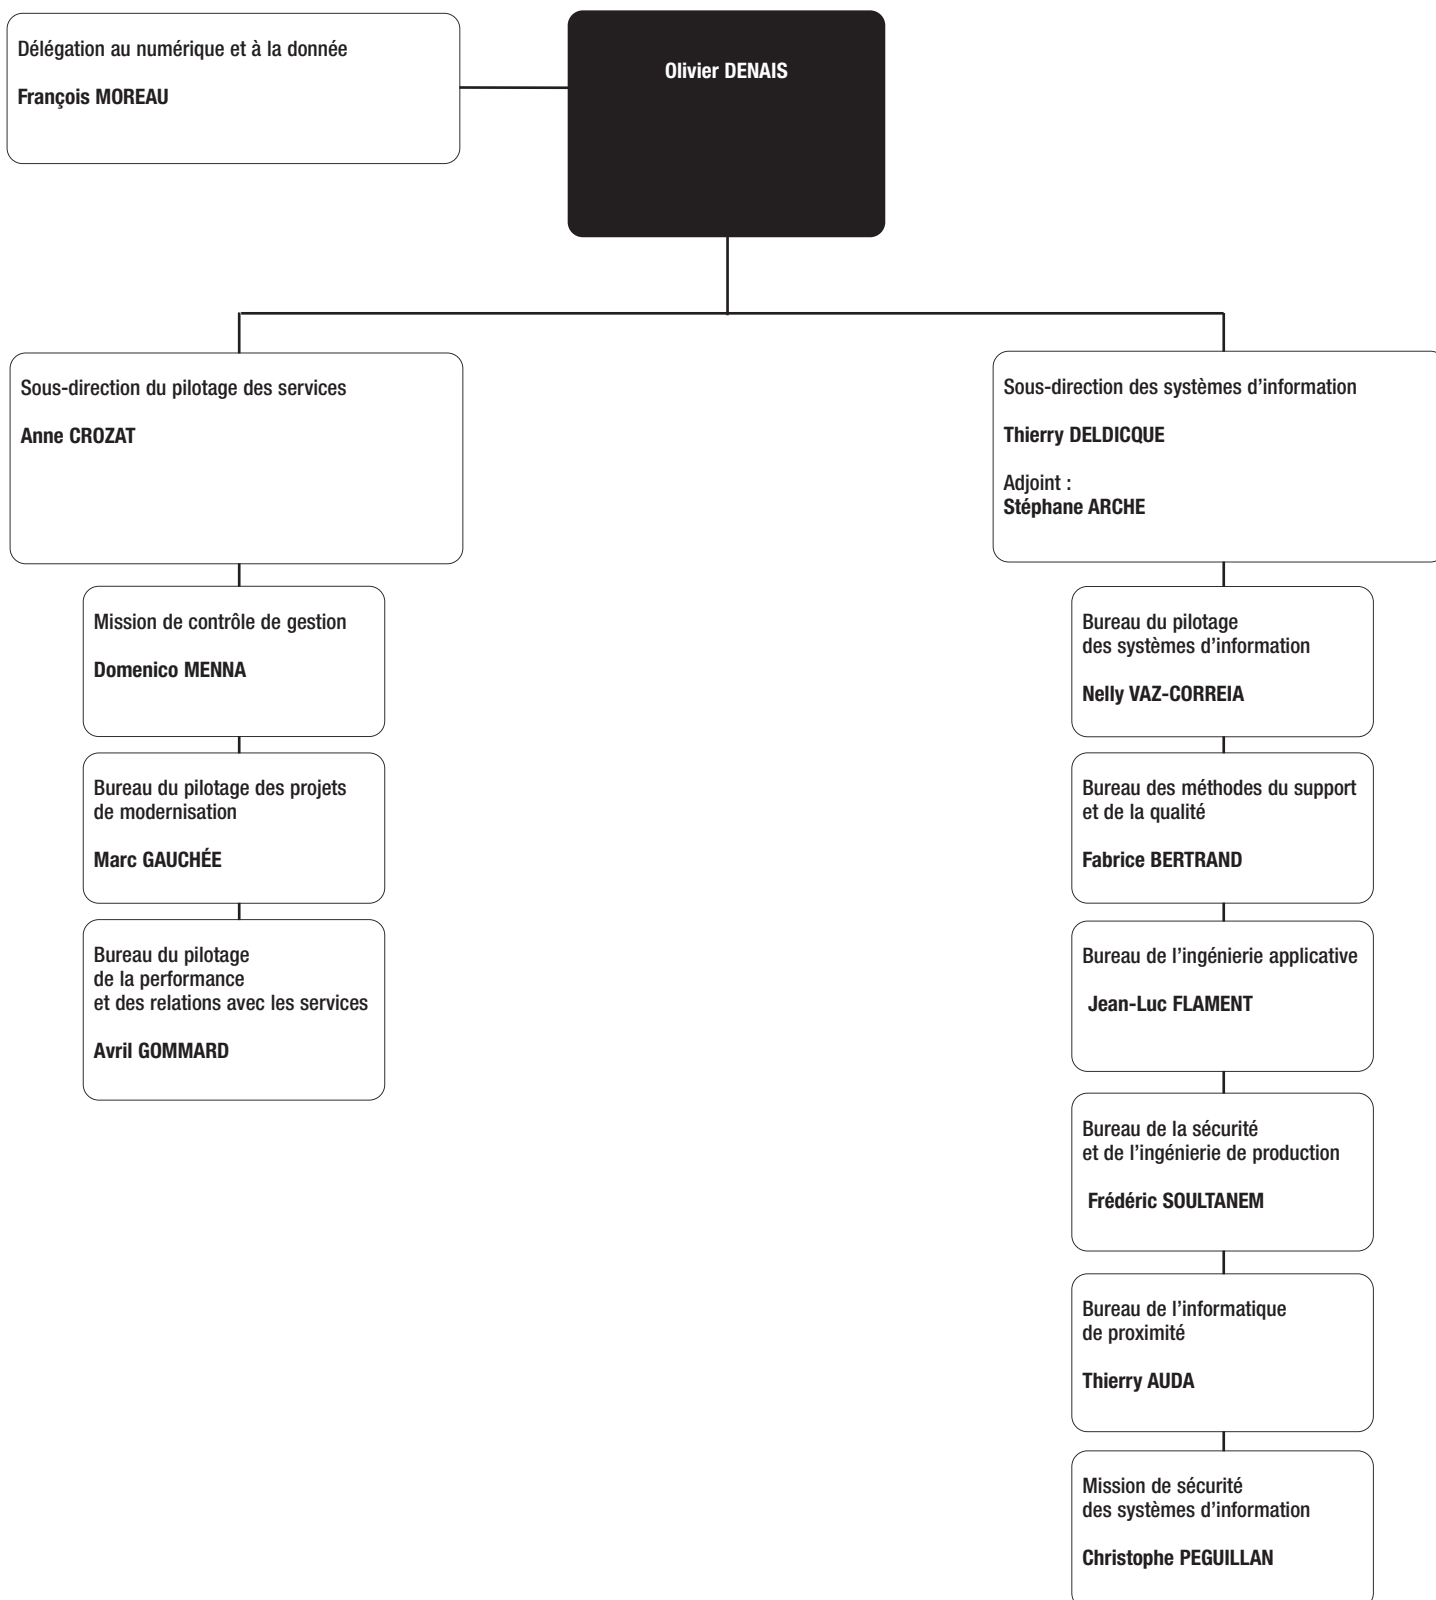 Délégation au numérique et à la donnée
François MOREAU
Olivier DENAIS
Sous-direction du pilotage des services
Anne CROZAT
Mission de contrôle de gestion
Domenico MENNA
Bureau du pilotage des projets
de modernisation
Marc GAUCHÉE
Bureau du pilotage
de la performance
et des relations avec les services
Avril GOMMARD
Sous-direction des systèmes d’information
Thierry DELDICQUE
Adjoint :
Stéphane ARCHE
Bureau du pilotage
des systèmes d’information
Nelly VAZ-CORREIA
Bureau des méthodes du support
et de la qualité
Fabrice BERTRAND
Bureau de l’ingénierie applicative
Jean-Luc FLAMENT
Bureau de la sécurité
et de l’ingénierie de production
Frédéric SOULTANEM
Bureau de l’informatique
de proximité
Thierry AUDA
Mission de sécurité
des systèmes d’information
Christophe PEGUILLAN